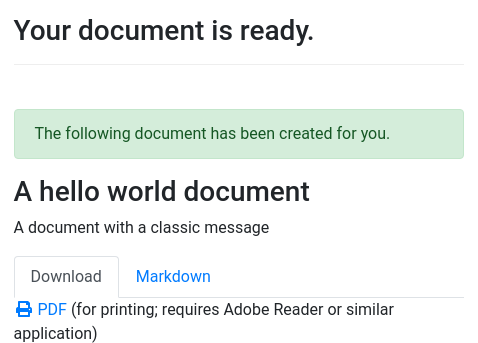 Your document is ready.
The following document has been created for you.
A hello world document
A document with a classic message
Download Markdown
PDF (for printing; requires Adobe Reader or similar
application)